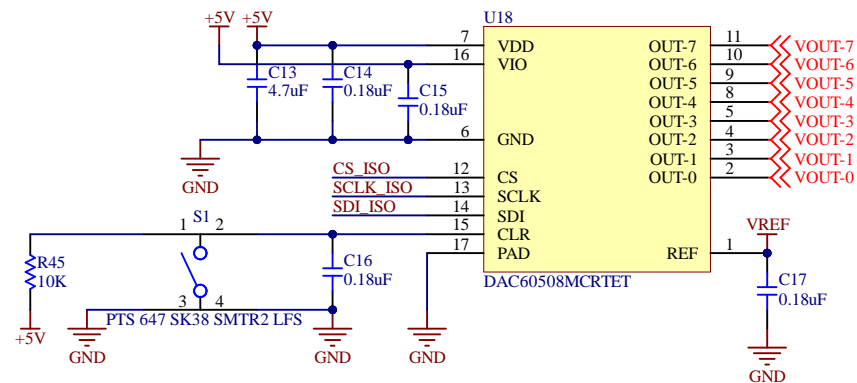 +5V +5V
U18
7 VDD OUT-7 11 VOUT-7
16 VIO OUT-6 10 VOUT-6
OUT-5 9 VOUT-5
C13 4.7uF
C14 0.18uF
C15 0.18uF
OUT-4 8 VOUT-4
OUT-3 5 VOUT-3
6 GND OUT-2 4 VOUT-2
OUT-1 3 VOUT-1
GND
CS_ISO 12 CS OUT-0 2 VOUT-0
SCLK_ISO 13 SCLK
SDI_ISO 14 SDI
S1
1 2
15 CLR
VREF
17 PAD REF 1
R45 10K
C16 0.18uF
DAC60508MCRTET
C17 0.18uF
3 4
PTS 647 SK38 SMTR2 LFS
+5V
GND
GND
GND
GND